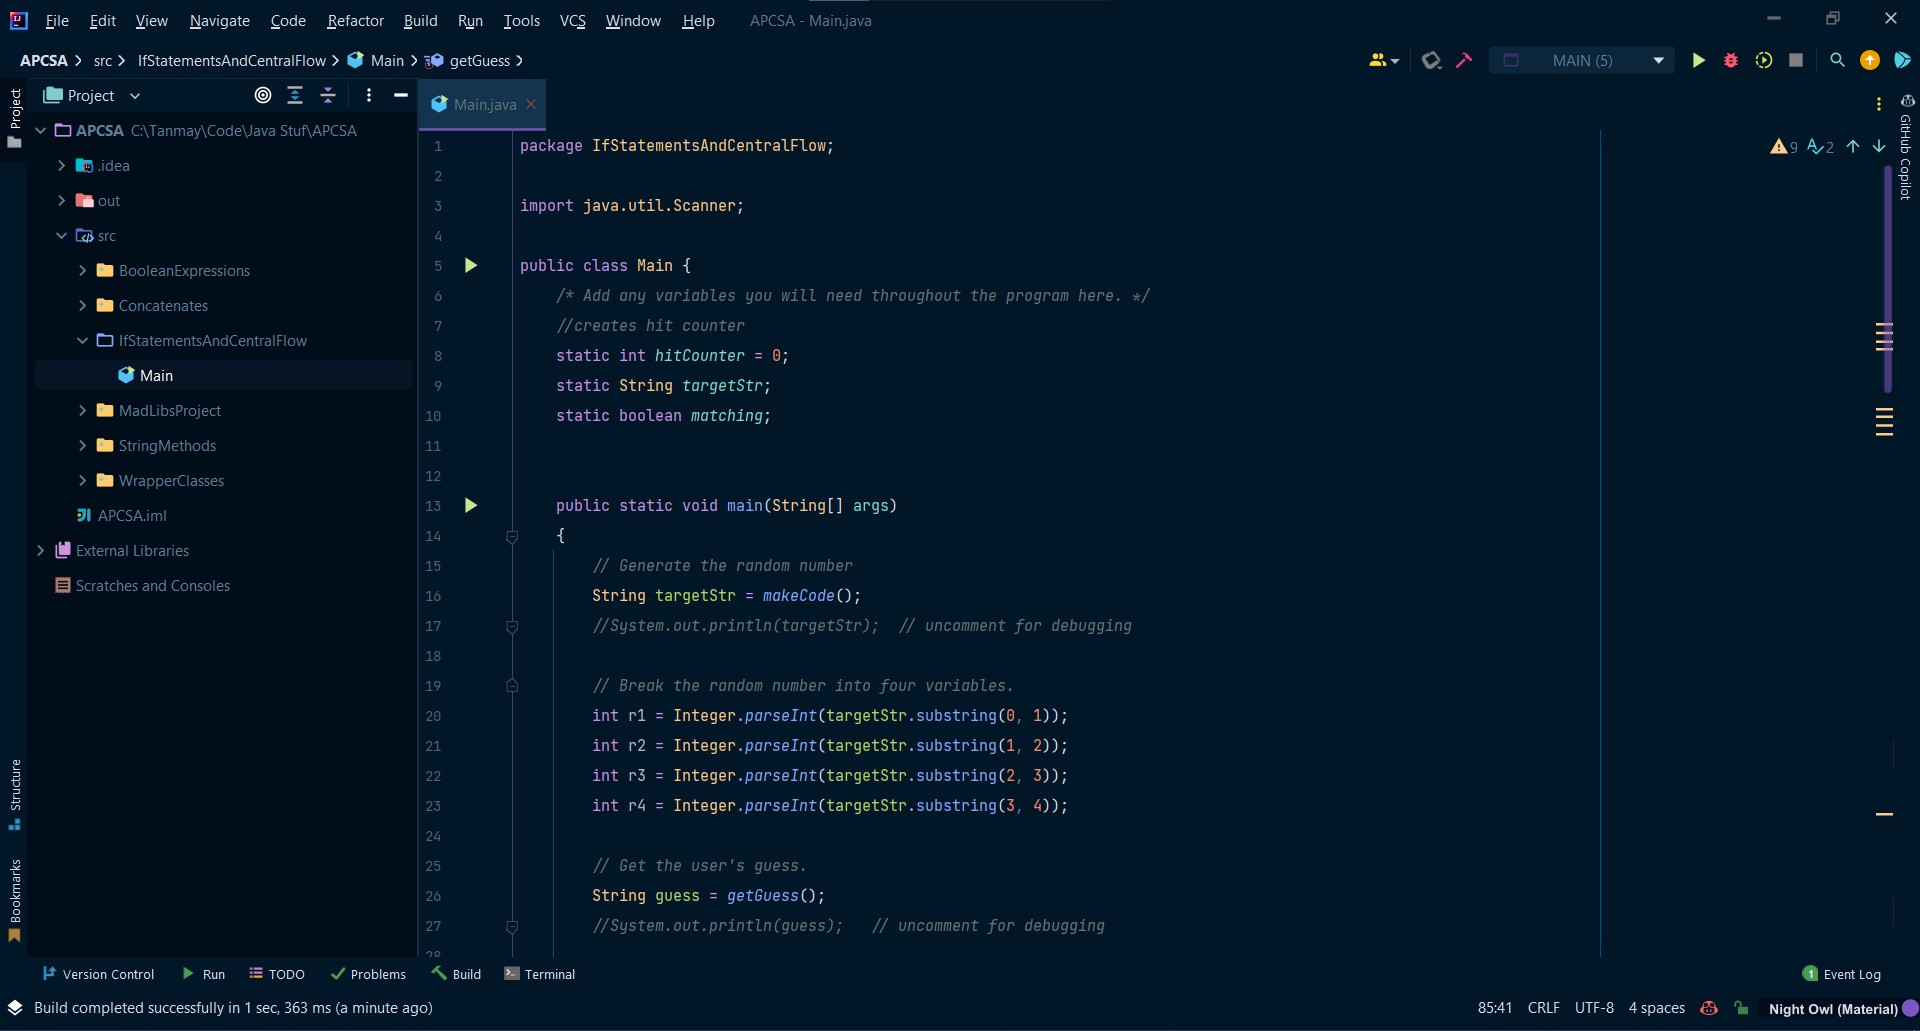 File Edit View Navigate Code Refactor Build Run Tools VCS Window Help APCSA - Main.java
APCSA src IfStatementsAndCentralFlow Main getGuess MAIN (5)
Project
Main.java
Project
GitHub Copilot
Structure
Bookmarks
APCSA C:\Tanmay\Code\Java Stuf\APCSA
.idea
out
src
BooleanExpressions
Concatenates
IfStatementsAndCentralFlow
Main
MadLibsProject
StringMethods
WrapperClasses
APCSA.iml
External Libraries
Scratches and Consoles
9 2
1 package IfStatementsAndCentralFlow;
2
3 import java.util.Scanner;
4
5 public class Main {
6 /* Add any variables you will need throughout the program here. */
7 //creates hit counter
8 static int hitCounter = 0;
9 static String targetStr;
10 static boolean matching;
11
12
13 public static void main(String[] args)
14 {
15 // Generate the random number
16 String targetStr = makeCode();
17 //System.out.println(targetStr); // uncomment for debugging
18
19 // Break the random number into four variables.
20 int r1 = Integer.parseInt(targetStr.substring(0, 1));
21 int r2 = Integer.parseInt(targetStr.substring(1, 2));
22 int r3 = Integer.parseInt(targetStr.substring(2, 3));
23 int r4 = Integer.parseInt(targetStr.substring(3, 4));
24
25 // Get the user's guess.
26 String guess = getGuess();
27 //System.out.println(guess); // uncomment for debugging
28
Version Control Run TODO Problems Build Terminal 1 Event Log
Build completed successfully in 1 sec, 363 ms (a minute ago) 85:41 CRLF UTF-8 4 spaces Night Owl (Material)